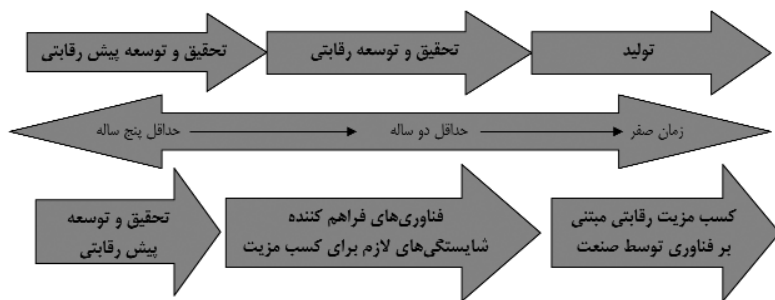 تحقیق و توسعه پیش رقابتی
تحقیق و توسعه رقابتی
تولید
حداقل پنج ساله
حداقل دو ساله
زمان صفر
تحقیق و توسعه
پیش رقابتی
فناوری‌های فراهم کننده
شایستگی‌های لازم برای کسب مزیت
کسب مزیت رقابتی مبتنی
بر فناوری توسط صنعت